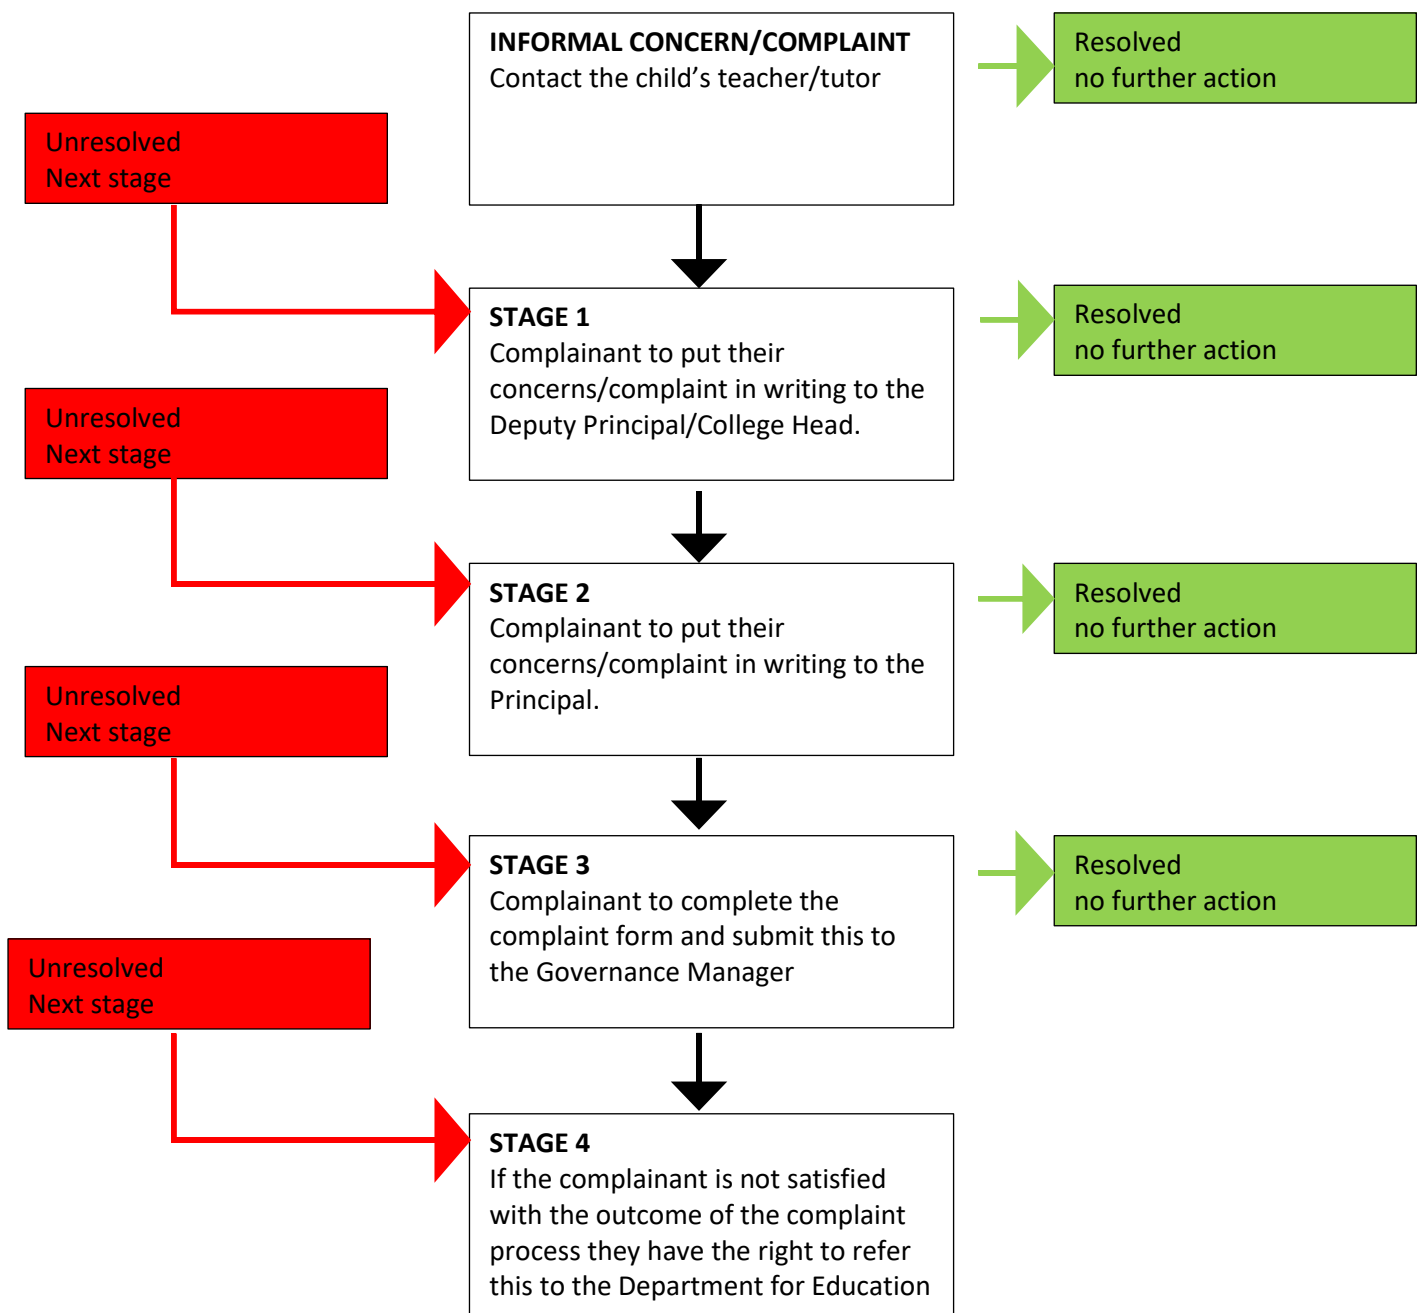 INFORMAL CONCERN/COMPLAINT
Contact the child’s teacher/tutor
Resolved
no further action
Unresolved
Next stage
STAGE 1
Complainant to put their
concerns/complaint in writing to the
Deputy Principal/College Head.
Resolved
no further action
Unresolved
Next stage
STAGE 2
Complainant to put their
concerns/complaint in writing to the
Principal.
Resolved
no further action
Unresolved
Next stage
STAGE 3
Complainant to complete the
complaint form and submit this to
the Governance Manager
Resolved
no further action
Unresolved
Next stage
STAGE 4
If the complainant is not satisfied
with the outcome of the complaint
process they have the right to refer
this to the Department for Education